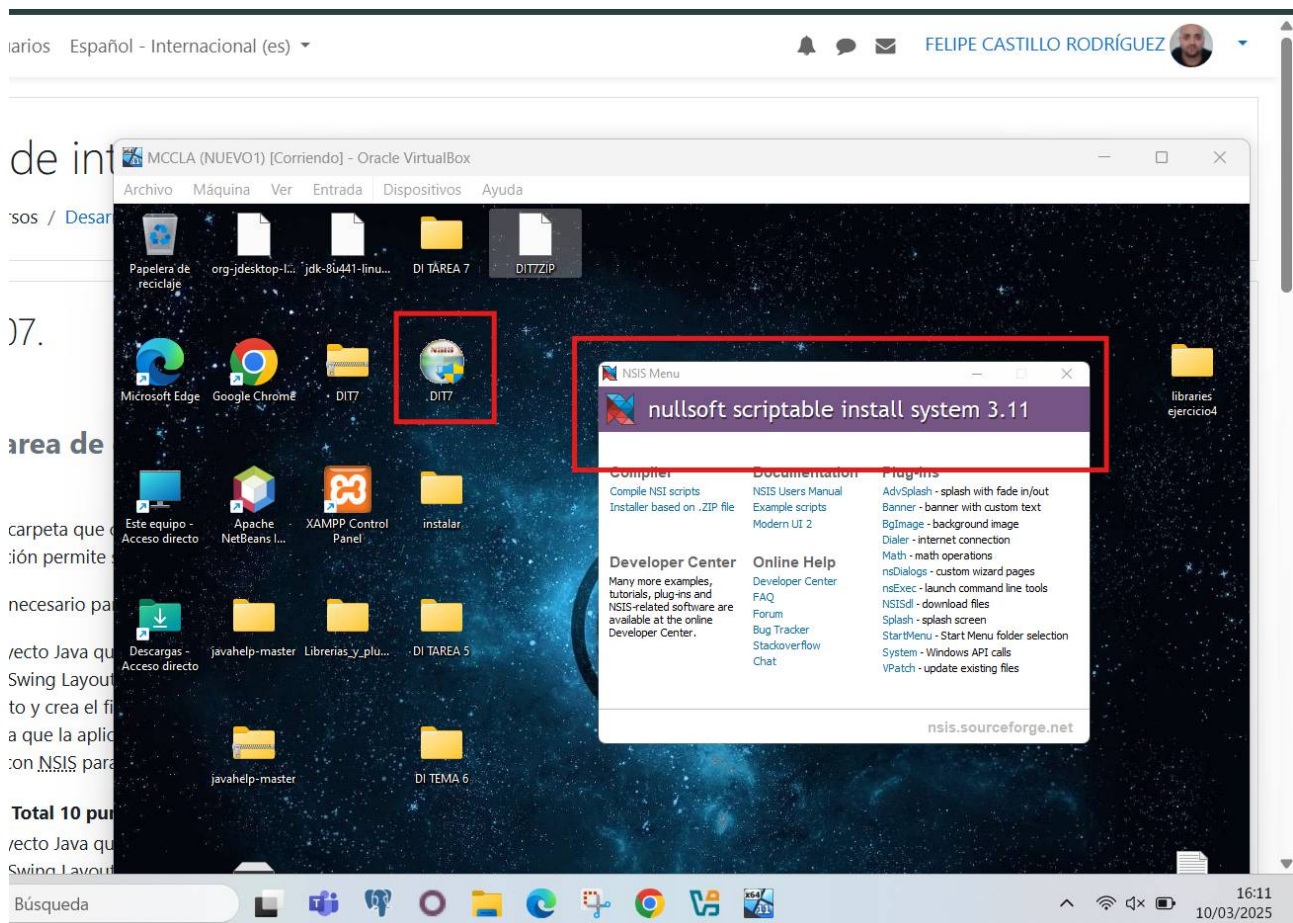 uarios Español - Internacional (es)
FELIPE CASTILLO RODRÍGUEZ
de int
rsos / Desar
07.
area de
carpeta que
ción permite
necesario par
yecto Java qu
Swing Layout
to y crea el fi
a que la aplic
con NSIS para
Total 10 pun
yecto Java qu
Swing Layout
MCCLA (NUEVO1) [Corriendo] - Oracle VirtualBox
Archivo Máquina Ver Entrada Dispositivos Ayuda
Papelera de
reciclaje
org-jdesktop-l...
jdk-8u441-linu...
DI TAREA 7
DIT7ZIP
Microsoft Edge
Google Chrome
DIT7
NSIS
DIT7
libraries
ejercicio4
Este equipo -
Acceso directo
Apache
NetBeans I...
XAMPP Control
Panel
instalar
Descargas -
Acceso directo
javahelp-master
Librerias_y_plu...
DI TAREA 5
javahelp-master
DI TEMA 6
NSIS Menu
nullsoft scriptable install system 3.11
Compiler
Compile NSI scripts
Installer based on .ZIP file
Documentation
NSIS Users Manual
Example scripts
Modern UI 2
Plug-ins
AdvSplash - splash with fade in/out
Banner - banner with custom text
BgImage - background image
Dialer - internet connection
Math - math operations
nsDialogs - custom wizard pages
nsExec - launch command line tools
NSISdl - download files
Splash - splash screen
StartMenu - Start Menu folder selection
System - Windows API calls
VPatch - update existing files
Developer Center
Many more examples,
tutorials, plug-ins and
NSIS-related software are
available at the online
Developer Center.
Online Help
Developer Center
FAQ
Forum
Bug Tracker
Stackoverflow
Chat
nsis.sourceforge.net
Búsqueda
16:11
10/03/2025